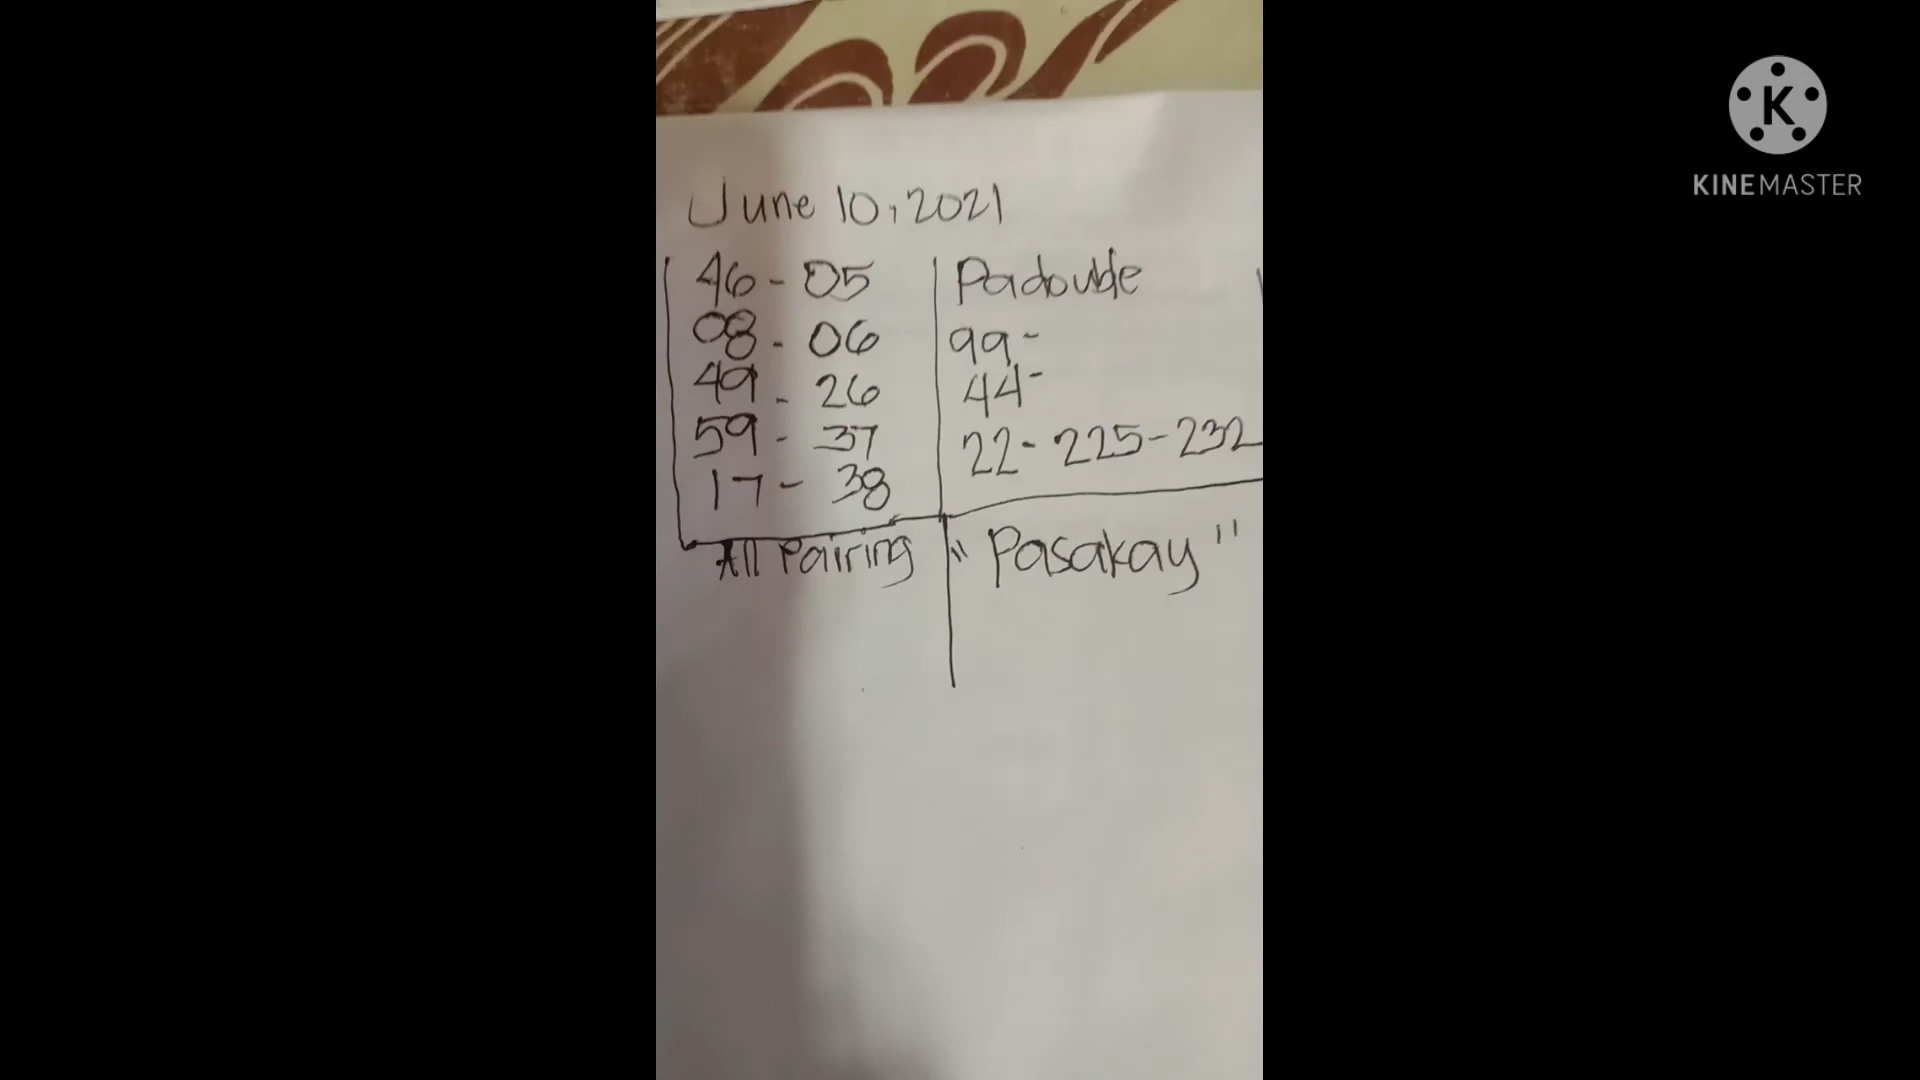 June 10, 2021
46 - 05
08 - 06
49 - 26
59 - 37
17 - 38
All Pairing
Padouble
99 -
44 -
22 - 225 - 232
"Pasakay"
K
KINEMASTER